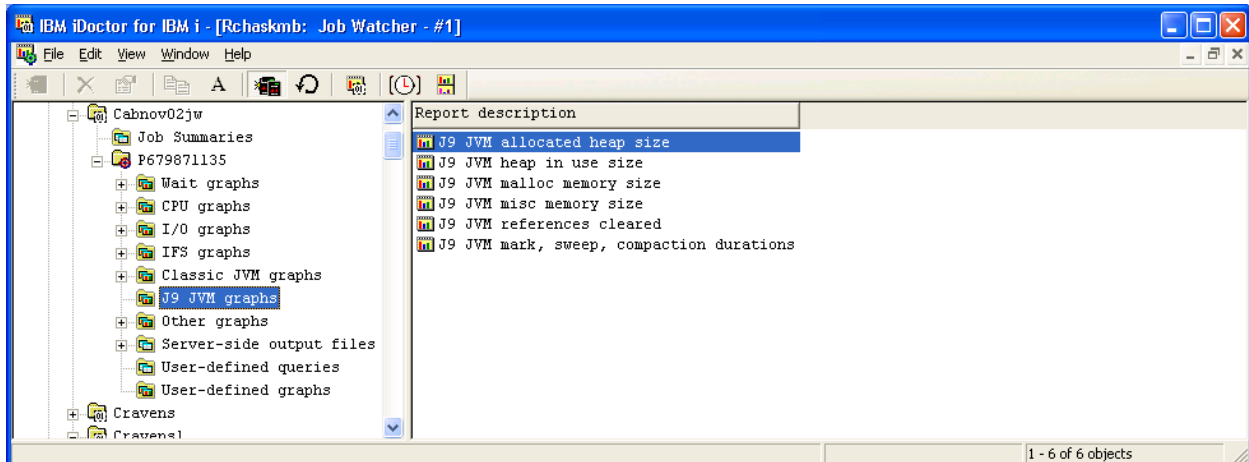 IBM iDoctor for IBM i - [Rchaskmb: Job Watcher - #1]
File Edit View Window Help
Cabnov02jw
Job Summaries
P679871135
Wait graphs
CPU graphs
I/O graphs
IFS graphs
Classic JVM graphs
J9 JVM graphs
Other graphs
Server-side output files
User-defined queries
User-defined graphs
Cravens
Cravens1
Report description
J9 JVM allocated heap size
J9 JVM heap in use size
J9 JVM malloc memory size
J9 JVM misc memory size
J9 JVM references cleared
J9 JVM mark, sweep, compaction durations
1 - 6 of 6 objects